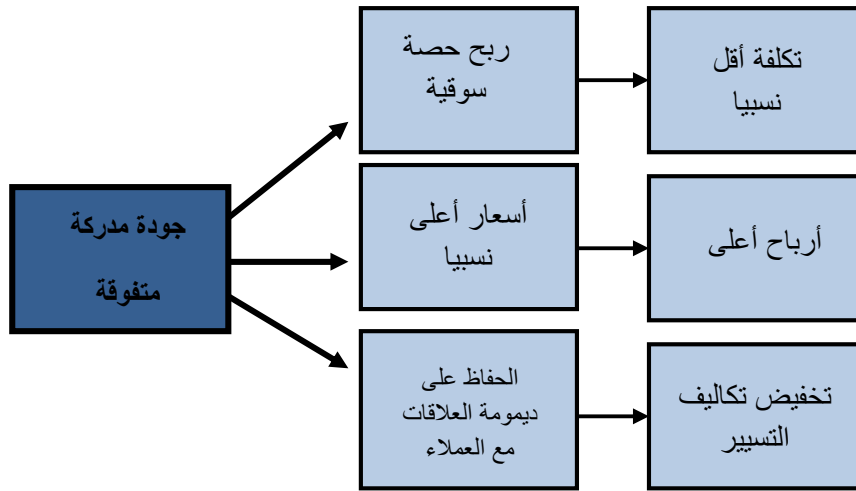 ربح حصة
سوقية
تكلفة أقل
نسبيا
جودة مدركة
متفوقة
أسعار أعلى
نسبيا
أرباح أعلى
الحفاظ على
ديمومة العلاقات
مع العملاء
تخفيض تكاليف
التسيير